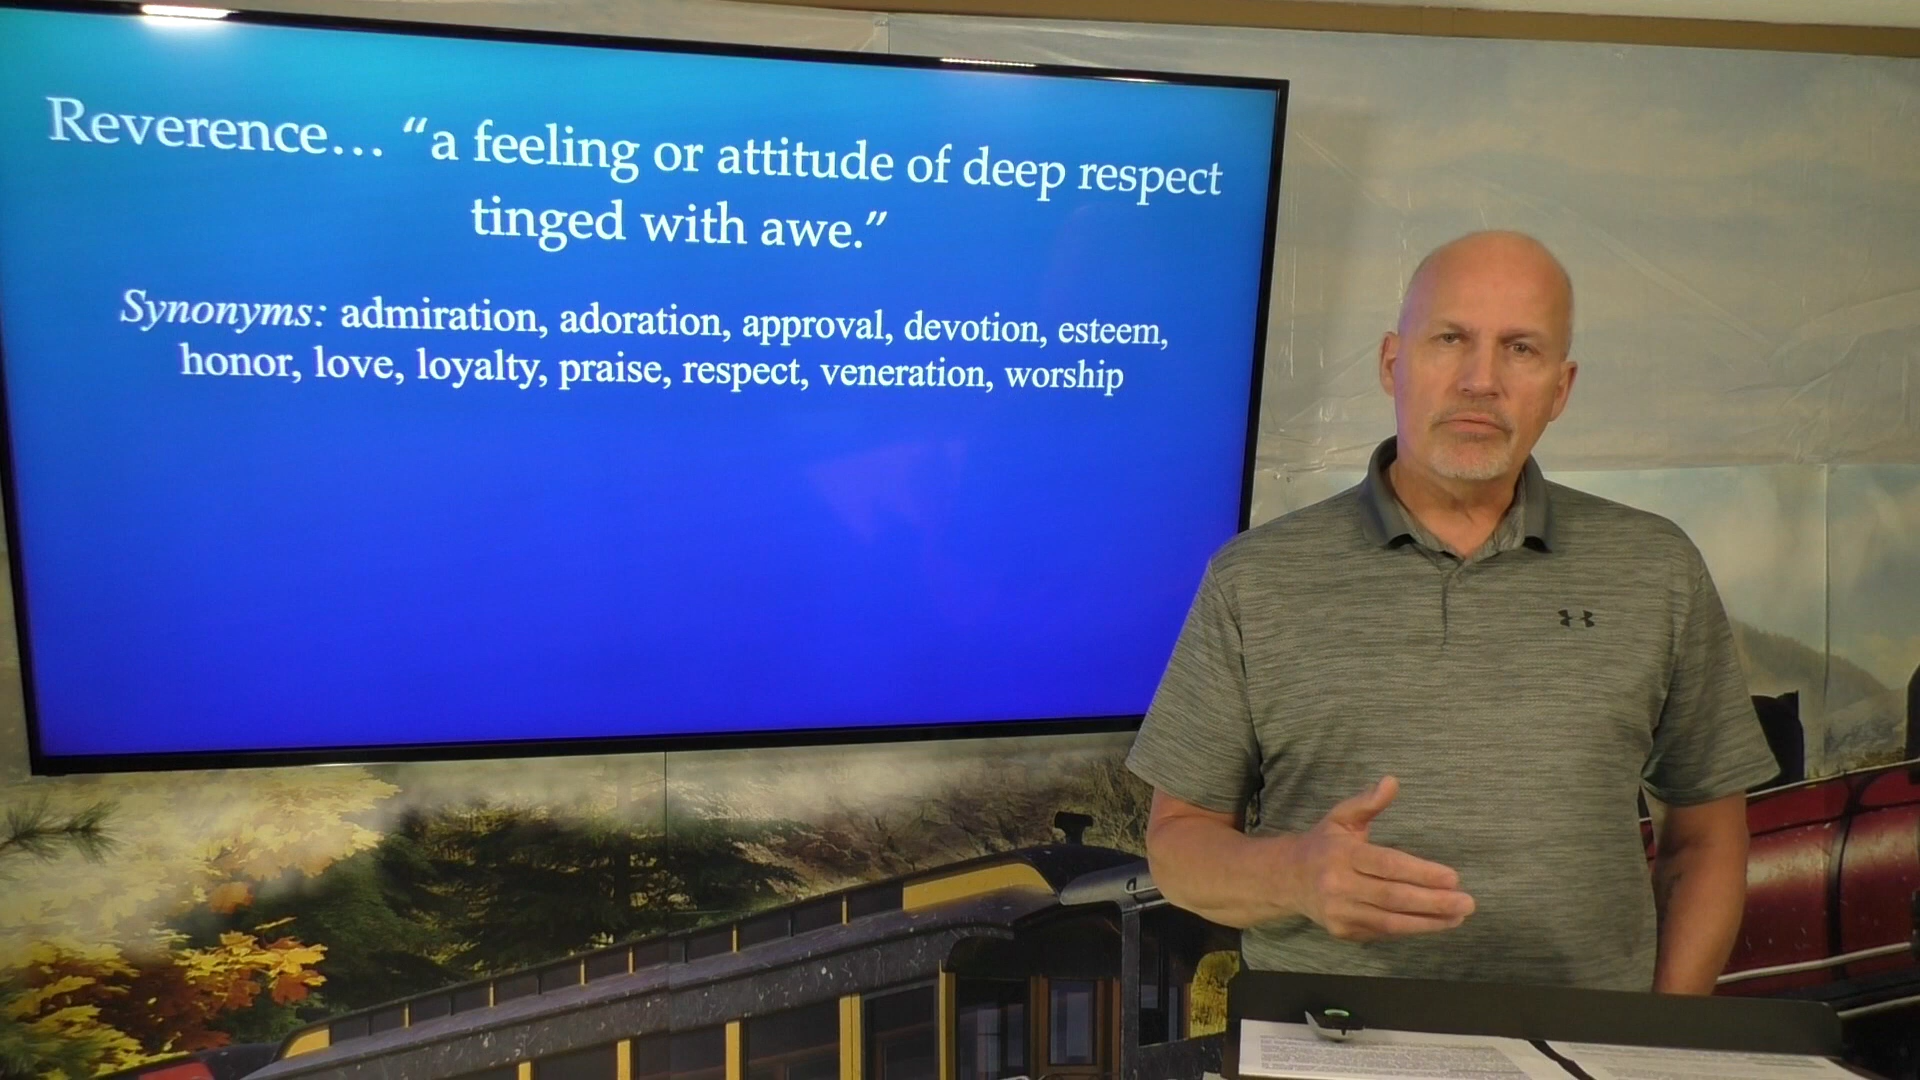 Reverence… “a feeling or attitude of deep respect
tinged with awe.”
Synonyms: admiration, adoration, approval, devotion, esteem,
honor, love, loyalty, praise, respect, veneration, worship